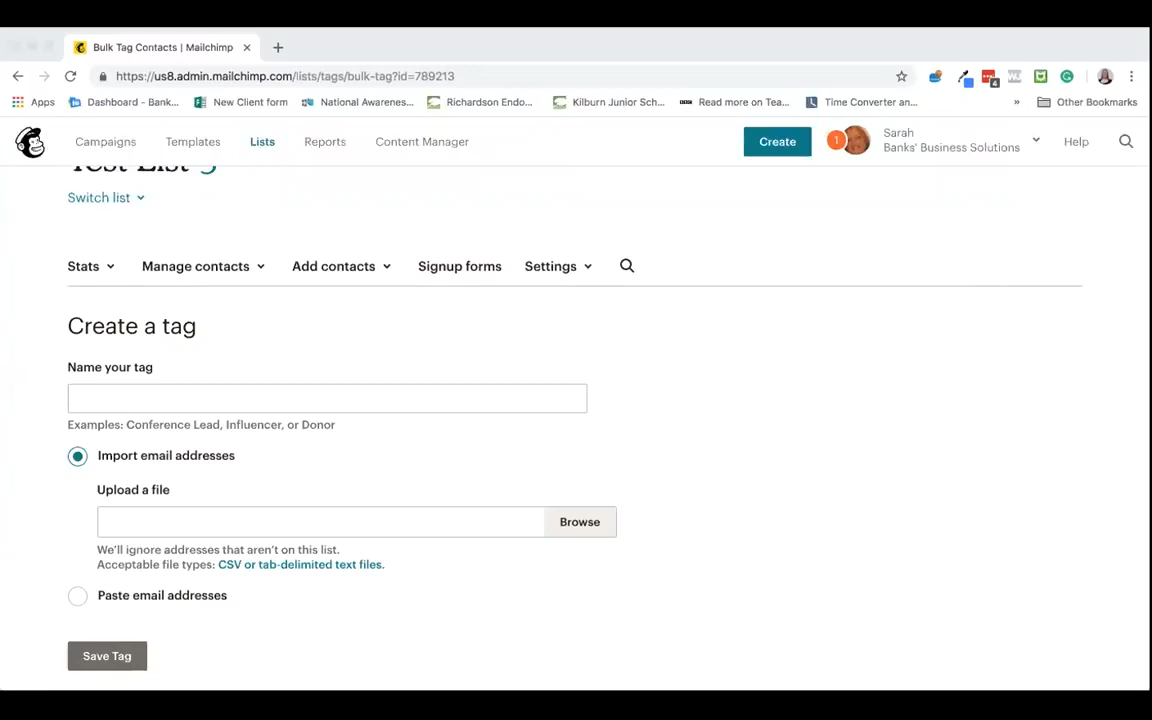 Bulk Tag Contacts | Mailchimp
https://us8.admin.mailchimp.com/lists/tags/bulk-tag?id=789213
4
Apps Dashboard - Bank... New Client form National Awarenes... Richardson Endo... Kilburn Junior Sch... Read more on Tea... Time Converter an... » Other Bookmarks
Campaigns Templates Lists Reports Content Manager Create 1 Sarah Help
Banks' Business Solutions
Test List
Switch list
Stats Manage contacts Add contacts Signup forms Settings
Create a tag
Name your tag
Examples: Conference Lead, Influencer, or Donor
Import email addresses
Upload a file
Browse
We'll ignore addresses that aren't on this list.
Acceptable file types: CSV or tab-delimited text files.
Paste email addresses
Save Tag